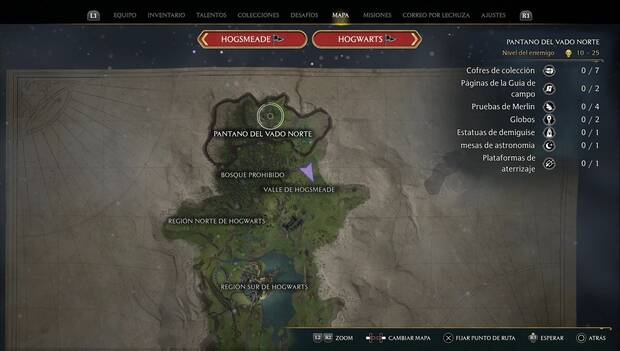 L1 EQUIPO INVENTARIO TALENTOS COLECCIONES DESAFÍOS MAPA MISIONES CORREO POR LECHUZA AJUSTES R1
HOGSMEADE HOGWARTS
PANTANO DEL VADO NORTE
Nivel del enemigo 10 - 25
Cofres de colección 0 / 7
Páginas de la Guía de
campo 0 / 2
Pruebas de Merlín 0 / 4
Globos 0 / 2
Estatuas de demiguise 0 / 1
mesas de astronomía 0 / 1
Plataformas de
aterrizaje 0 / 1
PANTANO DEL VADO NORTE
BOSQUE PROHIBIDO
VALLE DE HOGSMEADE
REGIÓN NORTE DE HOGWARTS
REGIÓN SUR DE HOGWARTS
L2 R2 ZOOM CAMBIAR MAPA FIJAR PUNTO DE RUTA R3 ESPERAR ATRÁS